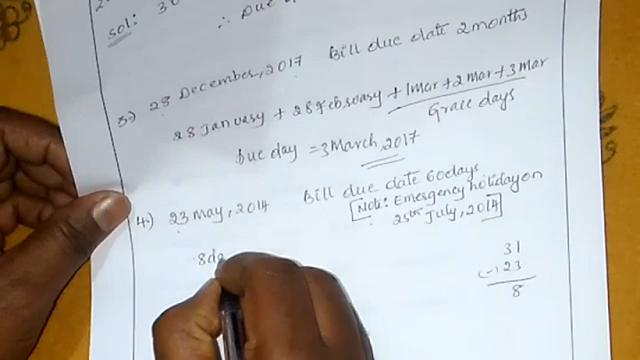 Sol: 30
∴ Due
3) 28 December, 2017 Bill due date 2 months
28 January + 28 February + 1 Mar + 2 Mar + 3 Mar
Grace days
Due day = 3 March, 2017
4.) 23 May, 2014 Bill due date 60 days
Note: Emergency holiday on
25th July, 2014
8 da
31
(-) 23
8